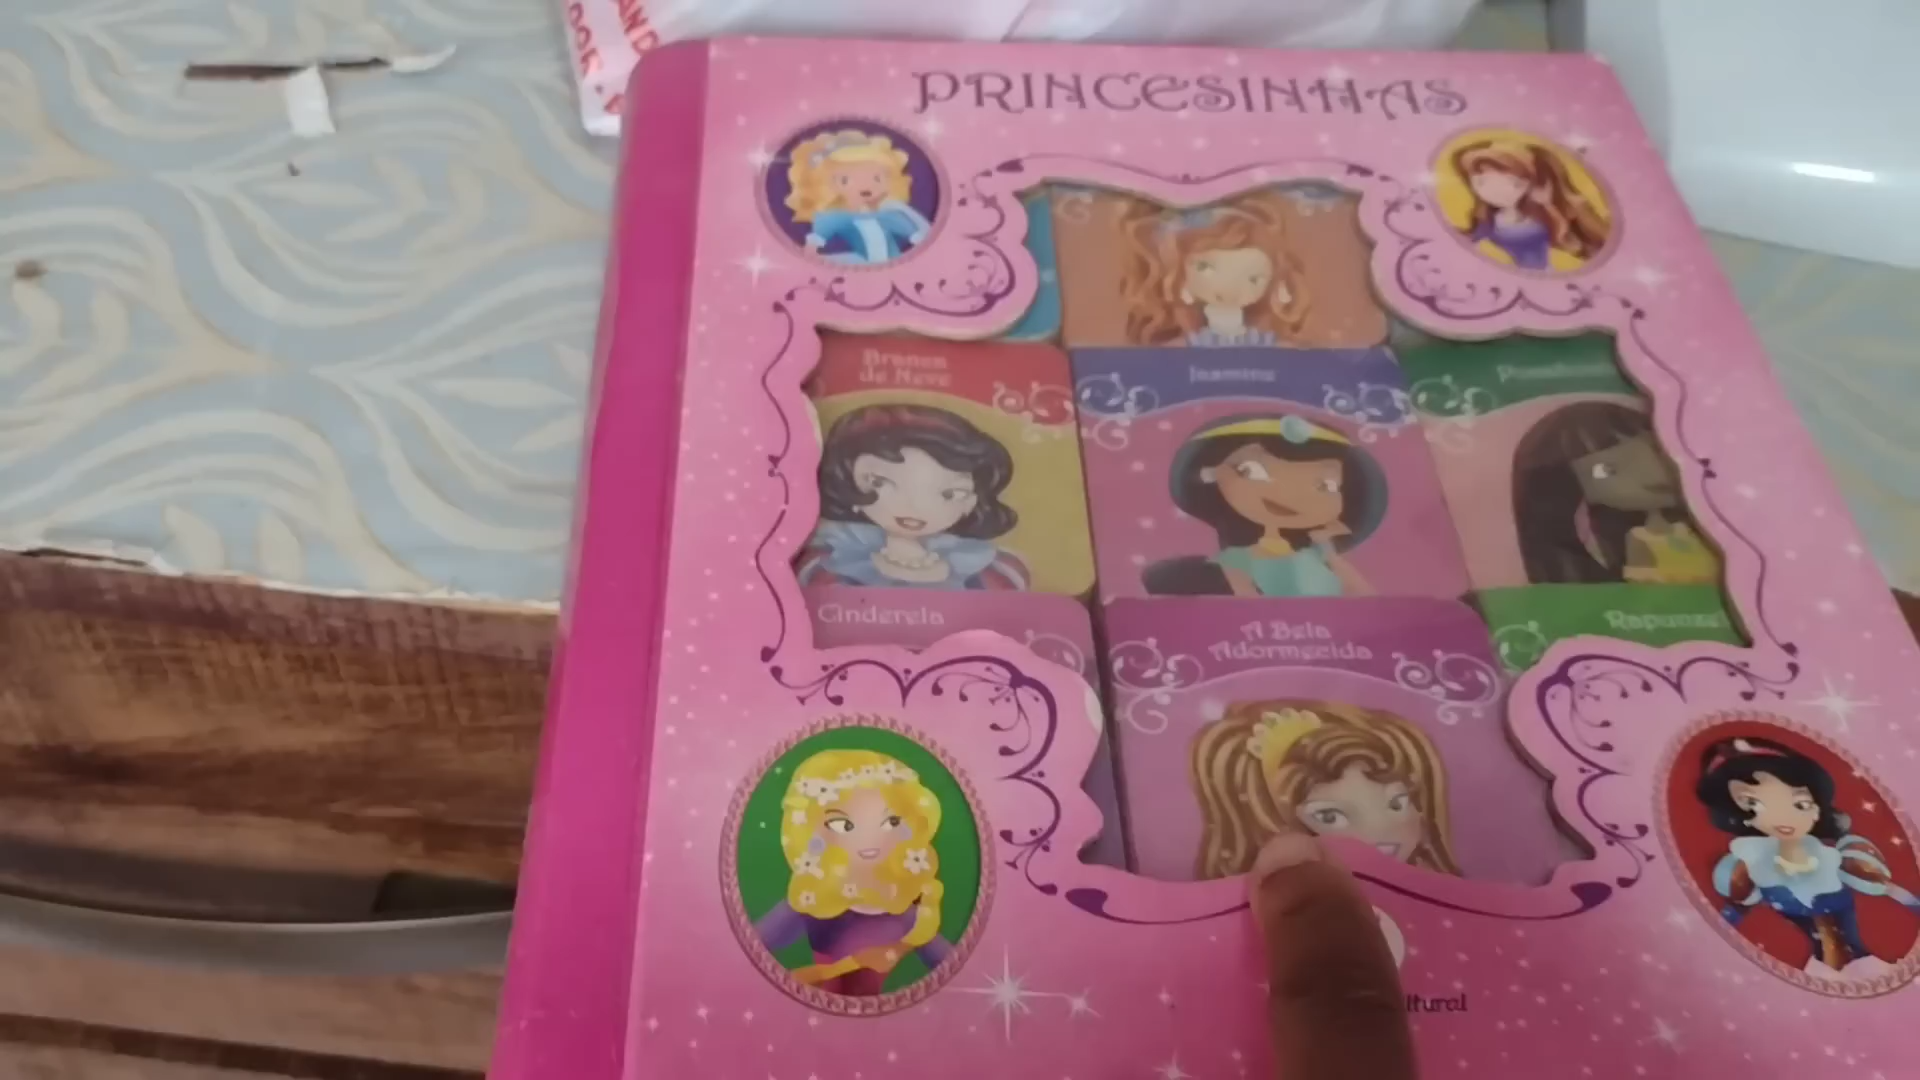 PRINCESINHAS
Branca
de Neve
Jasmine
Cinderela
A Bela
Adormecida
Rapunzel